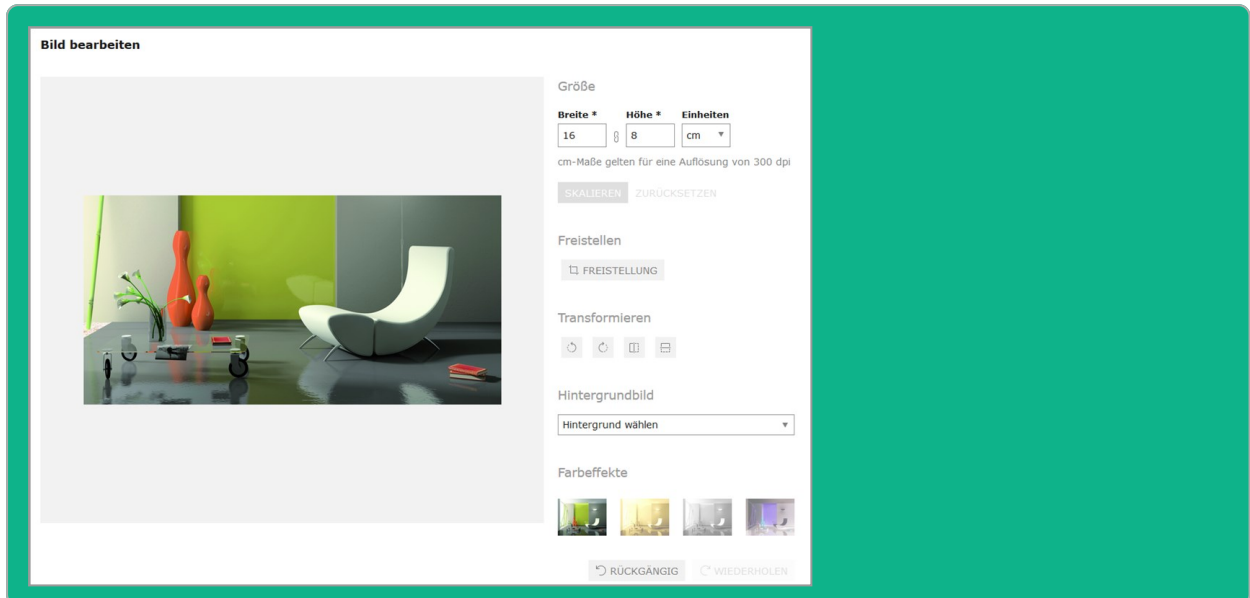 Bild bearbeiten
Größe
Breite * Höhe * Einheiten
16 8 cm
cm-Maße gelten für eine Auflösung von 300 dpi
SKALIEREN ZURÜCKSETZEN
Freistellen
FREISTELLUNG
Transformieren
Hintergrundbild
Hintergrund wählen
Farbeffekte
RÜCKGÄNGIG WIEDERHOLEN